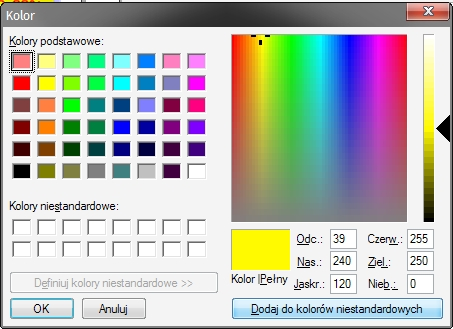 Kolor
Kolory podstawowe:
Kolory niestandardowe:
Definiuj kolory niestandardowe >>
OK Anuluj
Kolor |Pełny
Odc.: 39 Czerw.: 255
Nas.: 240 Ziel.: 250
Jaskr.: 120 Nieb.: 0
Dodaj do kolorów niestandardowych